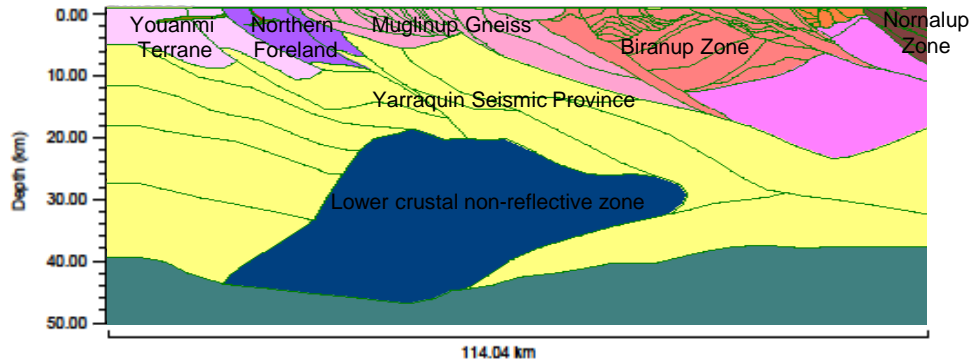 0.00
10.00
20.00
30.00
40.00
50.00
Depth (km)
Youanmi
Terrane
Northern
Foreland
Muglinup Gneiss
Biranup Zone
Nornalup
Zone
Yarraquin Seismic Province
Lower crustal non-reflective zone
114.04 km